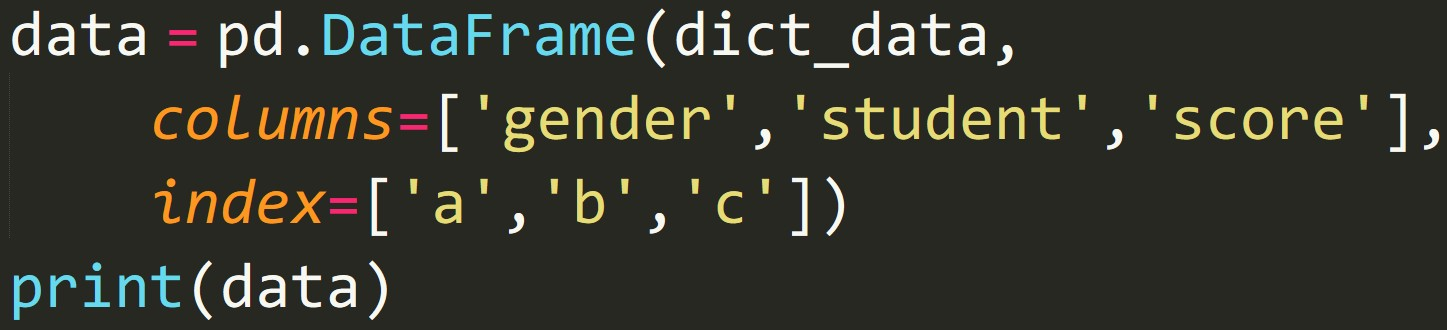 data = pd.DataFrame(dict_data,
    columns=['gender','student','score'],
    index=['a','b','c'])
print(data)